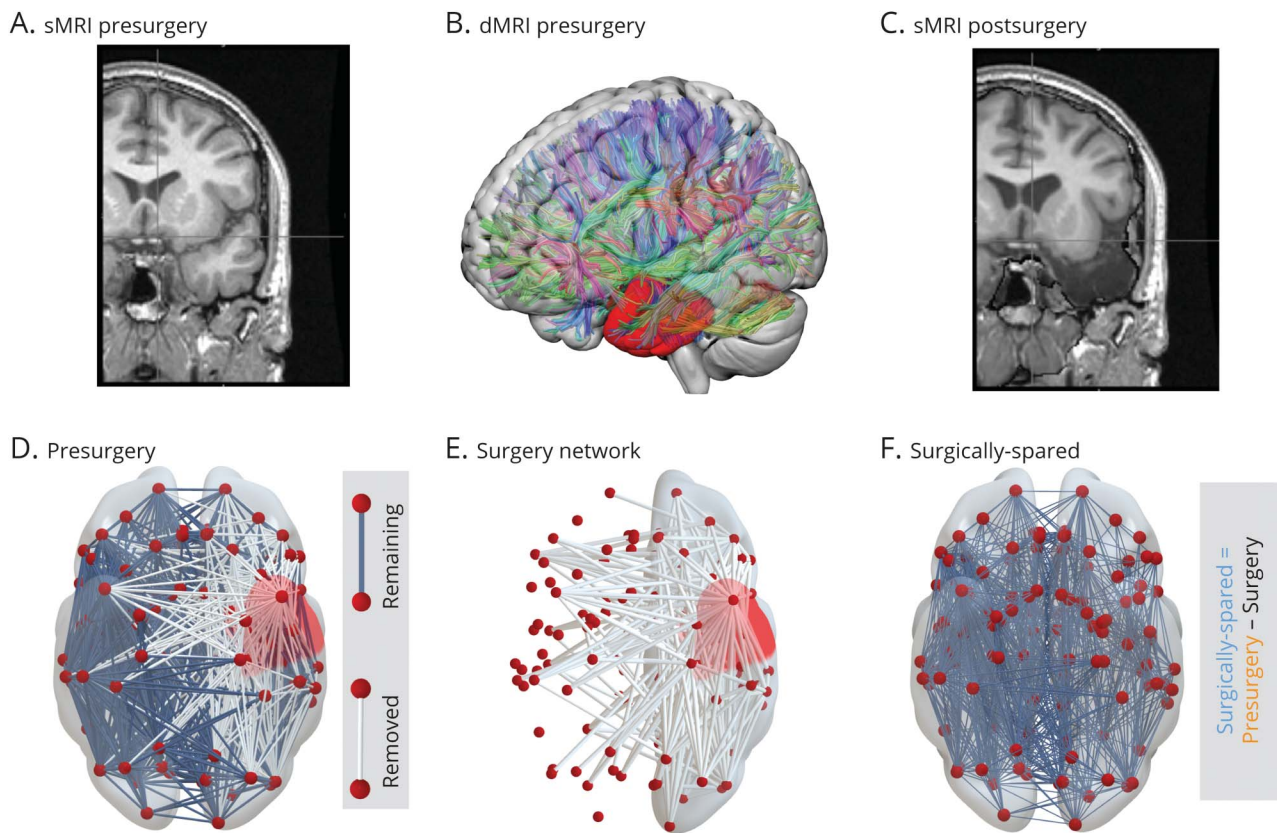 A. sMRI presurgery
B. dMRI presurgery
C. sMRI postsurgery
D. Presurgery
Remaining
Removed
E. Surgery network
F. Surgically-spared
Surgically-spared =
Presurgery – Surgery